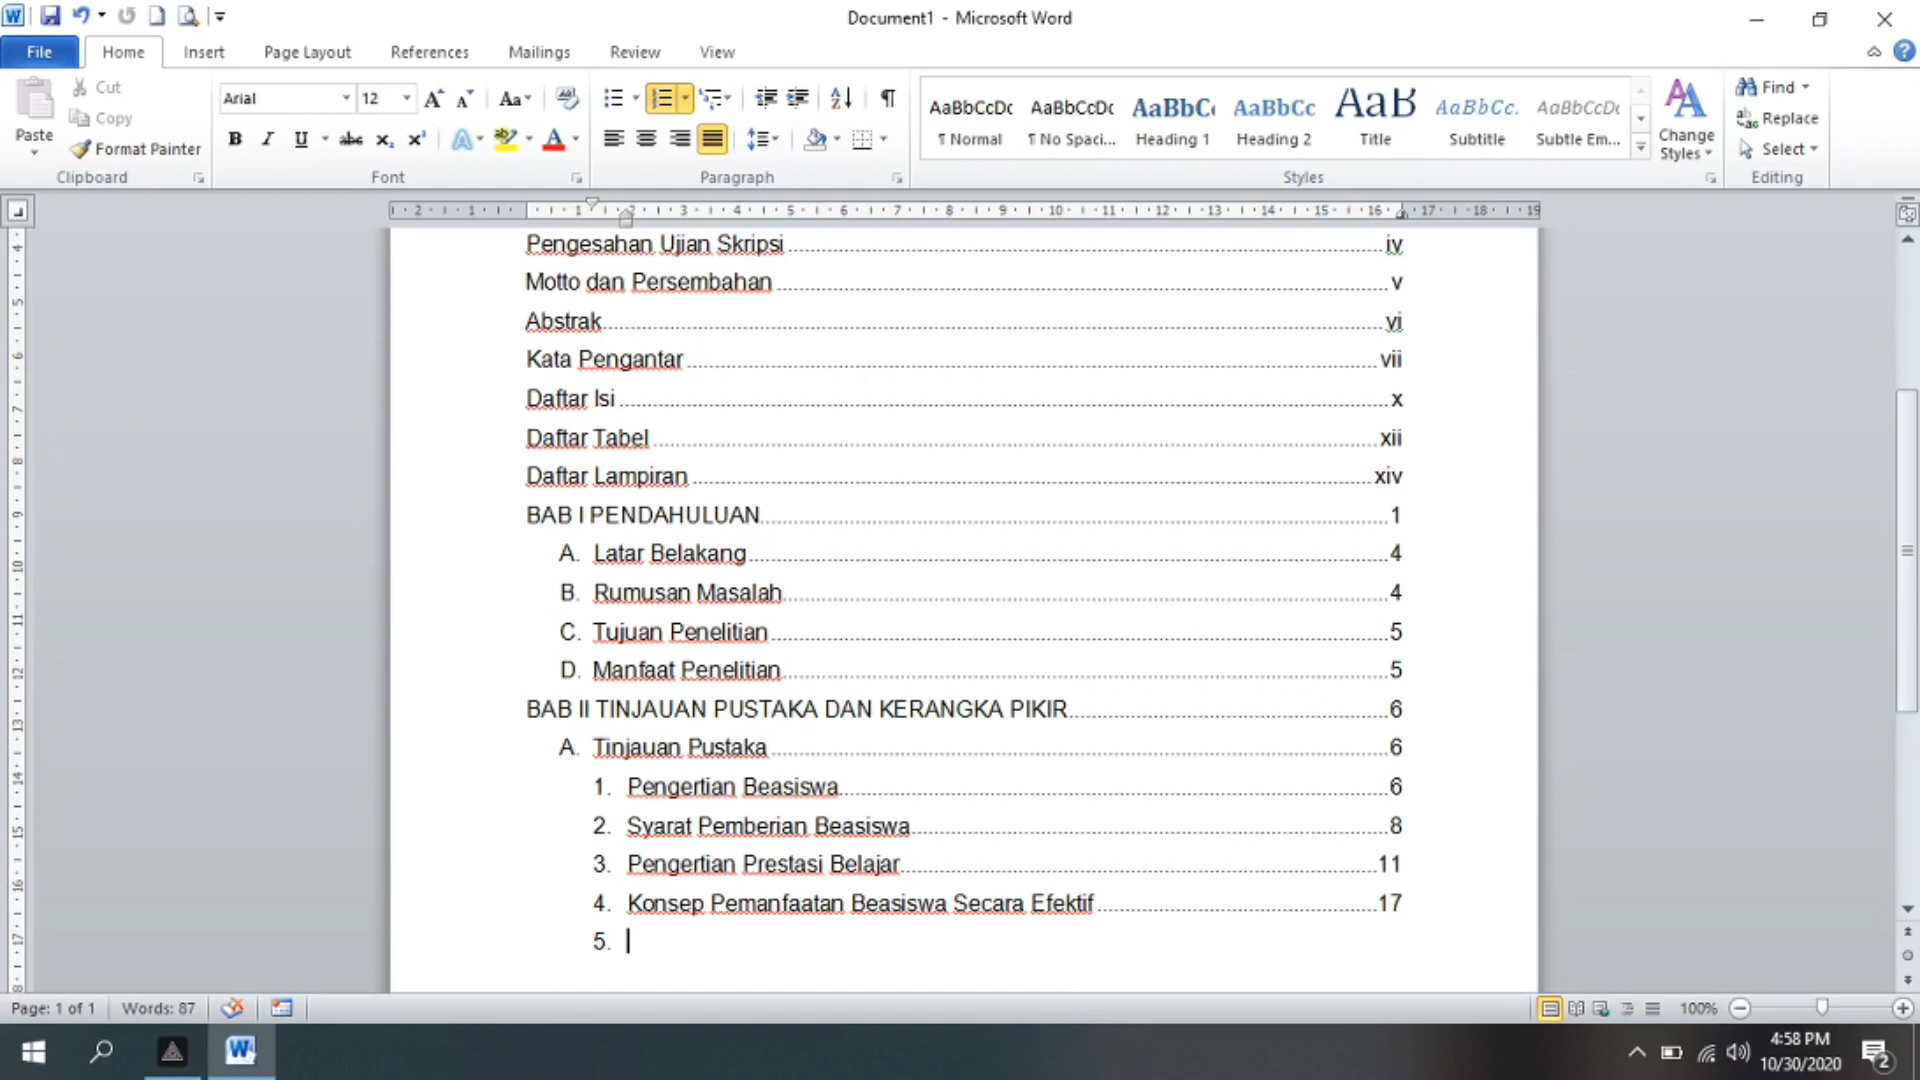 Document1 - Microsoft Word
File Home Insert Page Layout References Mailings Review View
Paste
Cut
Copy
Format Painter
Clipboard
Arial 12
Font
Paragraph
AaBbCcDc AaBbCcDc AaBbC AaBbCc AaB AaBbCc. AaBbCcDc
¶ Normal ¶ No Spaci... Heading 1 Heading 2 Title Subtitle Subtle Em...
Change Styles
Styles
Find
Replace
Select
Editing
Pengesahan Ujian Skripsi iv
Motto dan Persembahan v
Abstrak vi
Kata Pengantar vii
Daftar Isi x
Daftar Tabel xii
Daftar Lampiran xiv
BAB I PENDAHULUAN 1
A. Latar Belakang 4
B. Rumusan Masalah 4
C. Tujuan Penelitian 5
D. Manfaat Penelitian 5
BAB II TINJAUAN PUSTAKA DAN KERANGKA PIKIR 6
A. Tinjauan Pustaka 6
1. Pengertian Beasiswa 6
2. Syarat Pemberian Beasiswa 8
3. Pengertian Prestasi Belajar 11
4. Konsep Pemanfaatan Beasiswa Secara Efektif 17
5.
Page: 1 of 1 Words: 87 100%
4:58 PM
10/30/2020
2